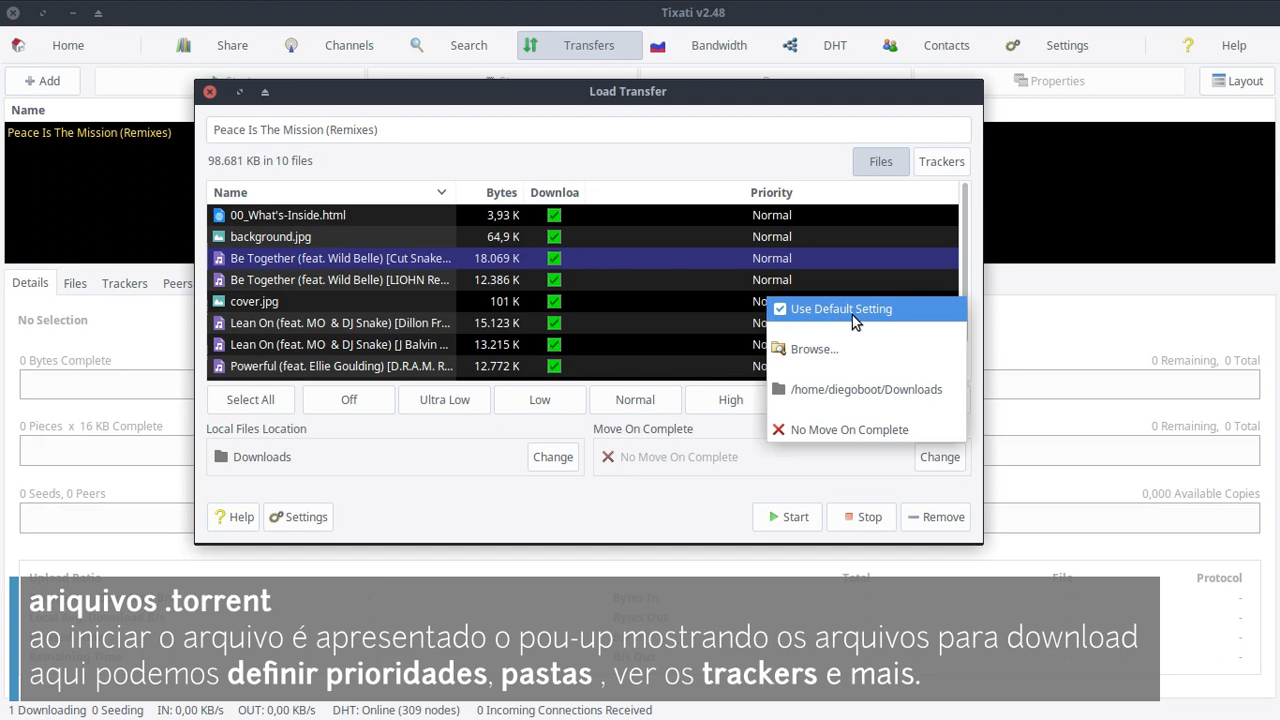 Tixati v2.48
Home Share Channels Search Transfers Bandwidth DHT Contacts Settings Help
Add Properties Layout
Name
Peace Is The Mission (Remixes)
Load Transfer
Peace Is The Mission (Remixes)
98.681 KB in 10 files
Files Trackers
Name Bytes Downloa Priority
00_What's-Inside.html 3,93 K Normal
background.jpg 64,9 K Normal
Be Together (feat. Wild Belle) [Cut Snake... 18.069 K Normal
Be Together (feat. Wild Belle) [LIOHN Re... 12.386 K Normal
cover.jpg 101 K
Lean On (feat. MO & DJ Snake) [Dillon Fr... 15.123 K
Lean On (feat. MO & DJ Snake) [J Balvin ... 13.215 K
Powerful (feat. Ellie Goulding) [D.R.A.M. R... 12.772 K
Use Default Setting
Browse...
/home/diegoboot/Downloads
No Move On Complete
Select All Off Ultra Low Low Normal High
Local Files Location Move On Complete
Downloads Change No Move On Complete Change
Help Settings Start Stop Remove
Details Files Trackers Peers
No Selection
0 Bytes Complete 0 Remaining, 0 Total
0 Pieces x 16 KB Complete 0 Remaining, 0 Total
0 Seeds, 0 Peers 0,000 Available Copies
Upload Ratio Total File Protocol
Bytes In
Bytes Out
ariquivos .torrent
ao iniciar o arquivo é apresentado o pou-up mostrando os arquivos para download
aqui podemos definir prioridades, pastas , ver os trackers e mais.
1 Downloading 0 Seeding IN: 0,00 KB/s OUT: 0,00 KB/s DHT: Online (309 nodes) 0 Incoming Connections Received